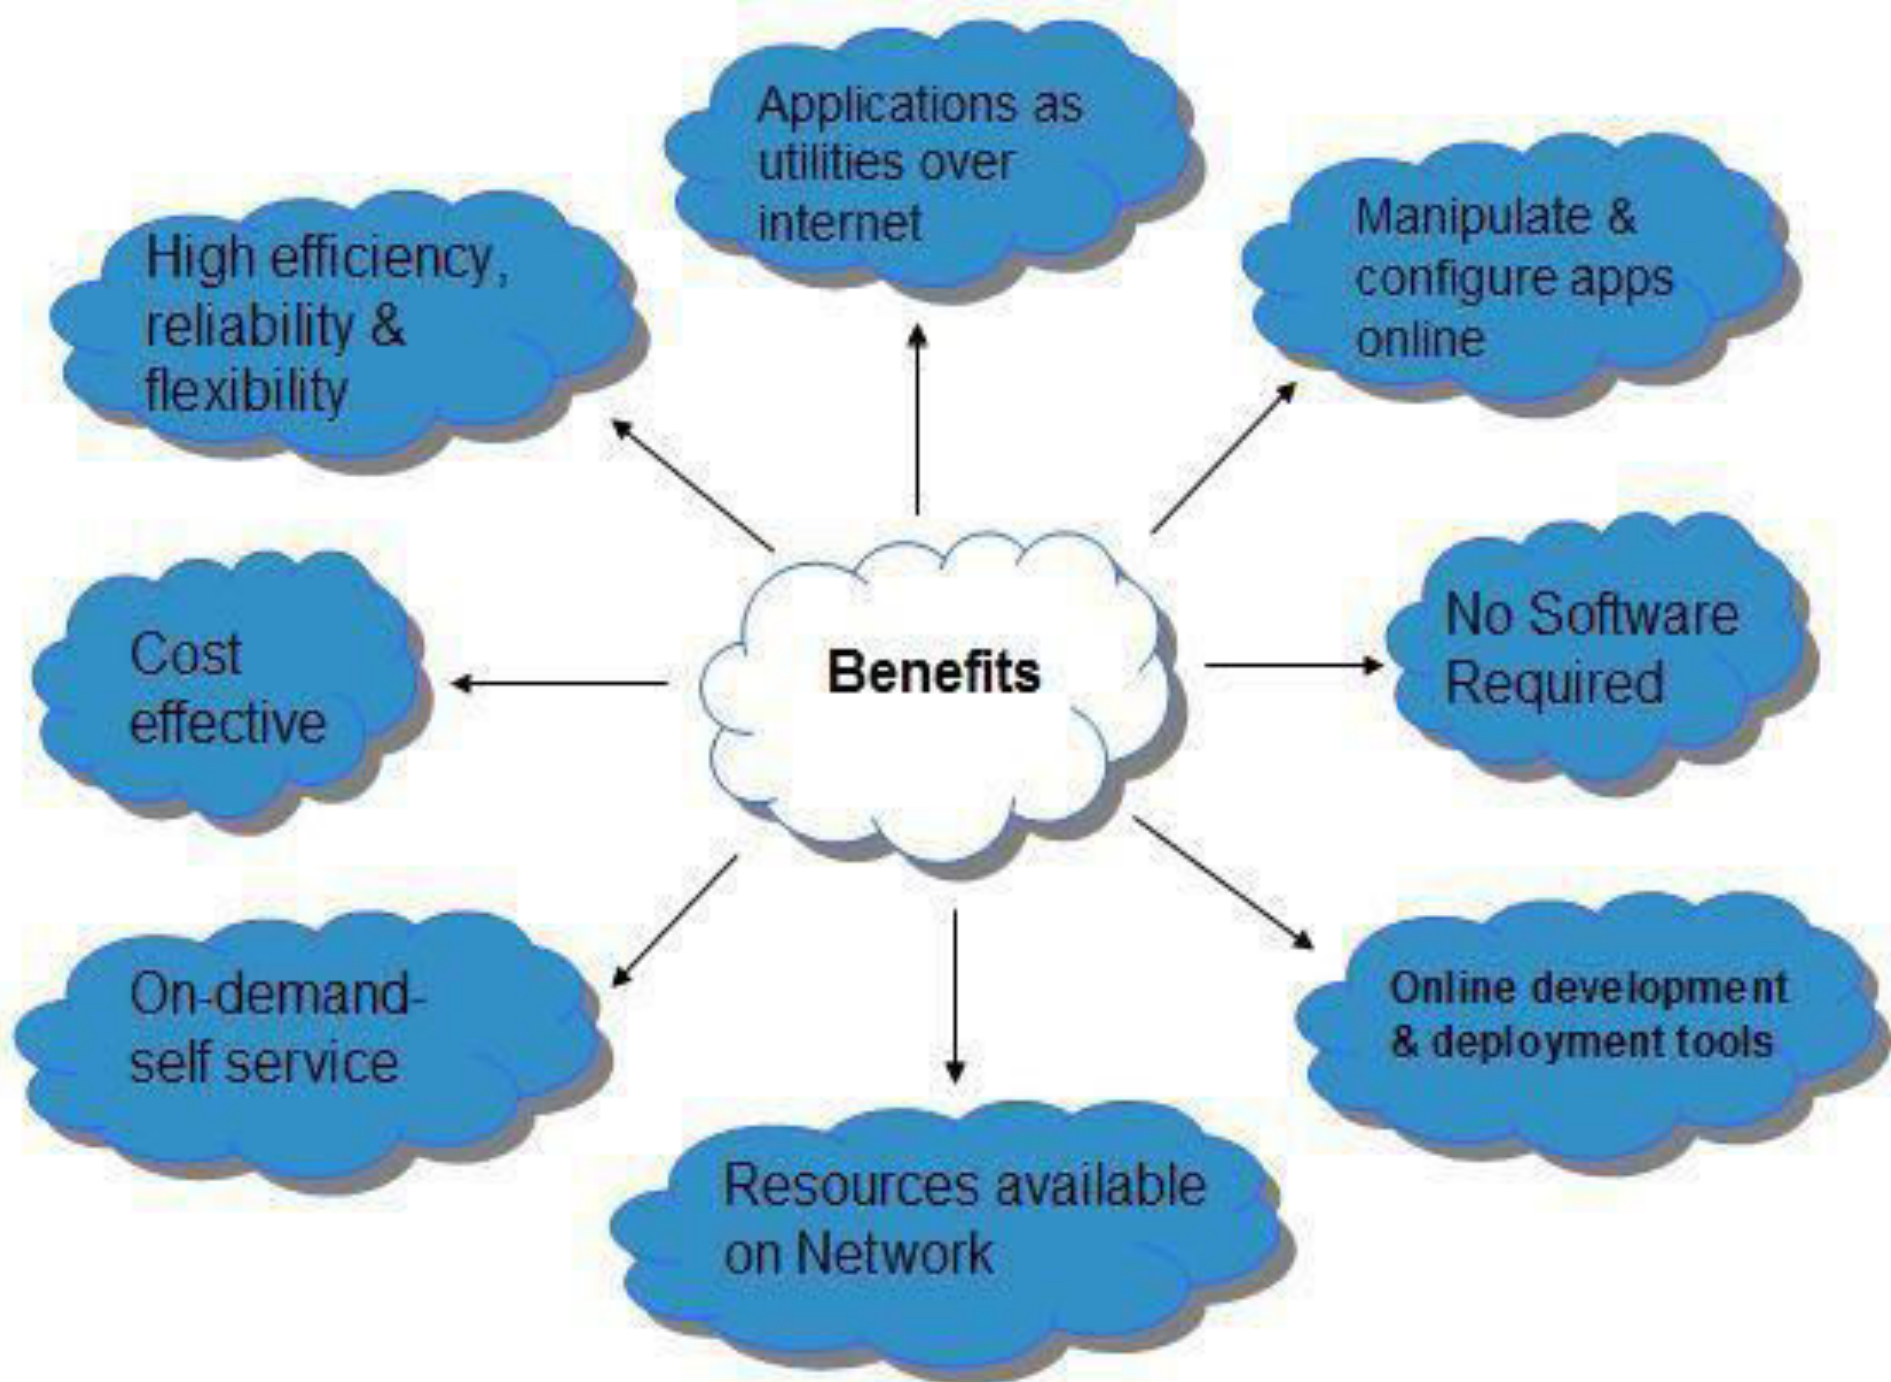 Applications as
utilities over
internet
Manipulate &
configure apps
online
High efficiency,
reliability &
flexibility
Benefits
No Software
Required
Cost
effective
Online development
& deployment tools
On-demand-
self service
Resources available
on Network